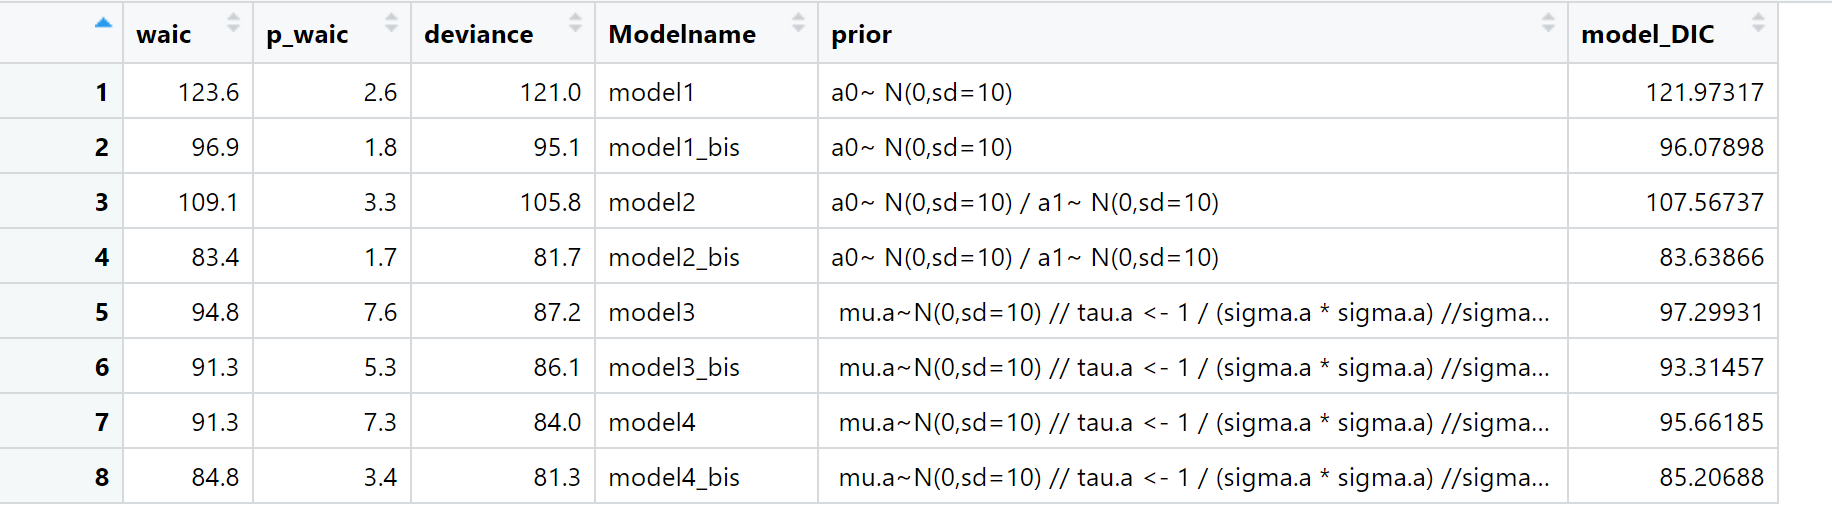 waic p_waic deviance Modelname prior model_DIC
1 123.6 2.6 121.0 model1 a0~ N(0,sd=10) 121.97317
2 96.9 1.8 95.1 model1_bis a0~ N(0,sd=10) 96.07898
3 109.1 3.3 105.8 model2 a0~ N(0,sd=10) / a1~ N(0,sd=10) 107.56737
4 83.4 1.7 81.7 model2_bis a0~ N(0,sd=10) / a1~ N(0,sd=10) 83.63866
5 94.8 7.6 87.2 model3 mu.a~N(0,sd=10) // tau.a <- 1 / (sigma.a * sigma.a) //sigma... 97.29931
6 91.3 5.3 86.1 model3_bis mu.a~N(0,sd=10) // tau.a <- 1 / (sigma.a * sigma.a) //sigma... 93.31457
7 91.3 7.3 84.0 model4 mu.a~N(0,sd=10) // tau.a <- 1 / (sigma.a * sigma.a) //sigma... 95.66185
8 84.8 3.4 81.3 model4_bis mu.a~N(0,sd=10) // tau.a <- 1 / (sigma.a * sigma.a) //sigma... 85.20688